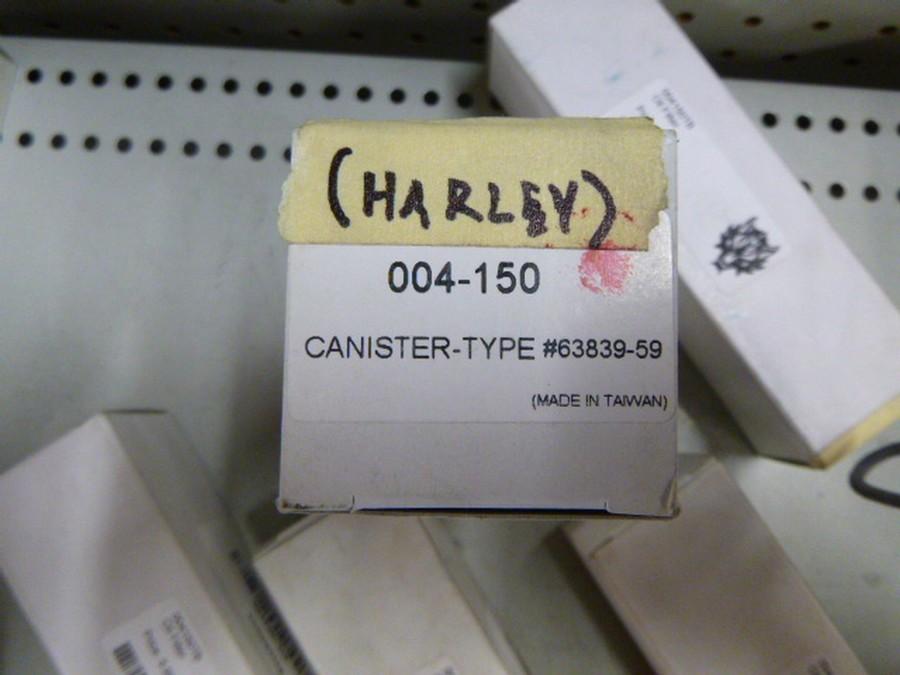 (HARLEY)
004-150
CANISTER-TYPE #63839-59
(MADE IN TAIWAN)